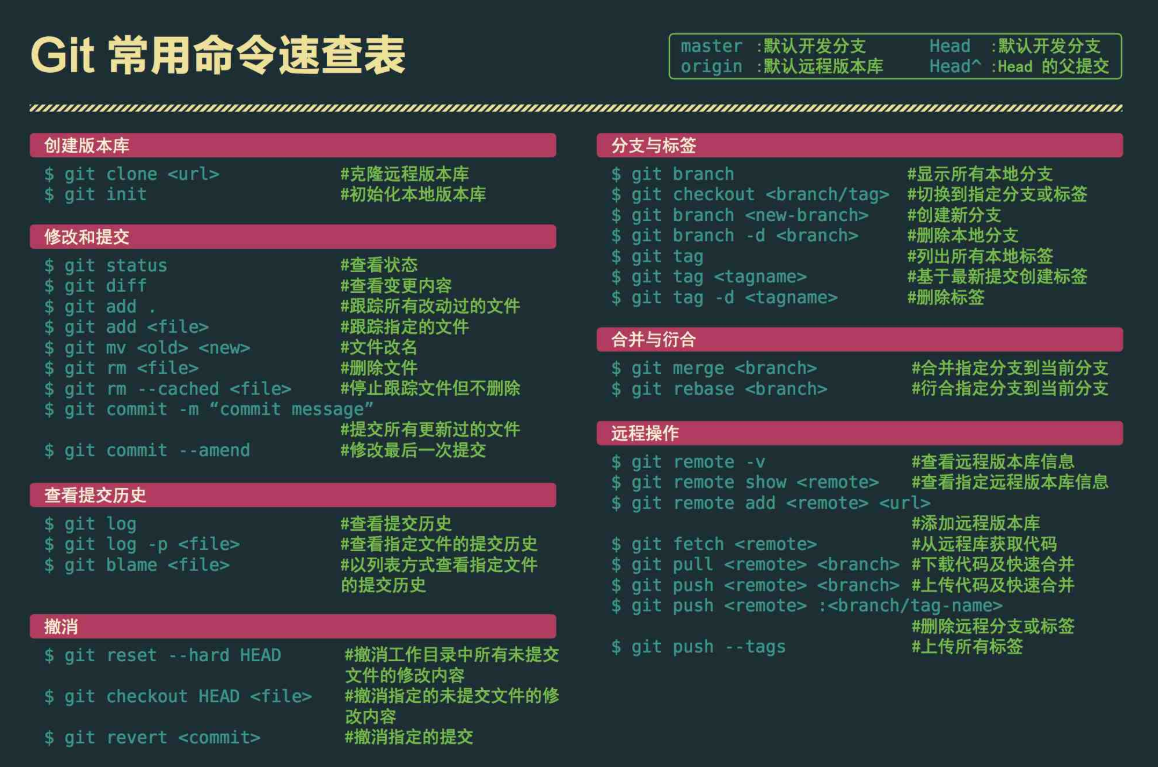 Git 常用命令速查表
master :默认开发分支 Head :默认开发分支
origin :默认远程版本库 Head^ :Head 的父提交
创建版本库
$ git clone <url> #克隆远程版本库
$ git init #初始化本地版本库
修改和提交
$ git status #查看状态
$ git diff #查看变更内容
$ git add . #跟踪所有改动过的文件
$ git add <file> #跟踪指定的文件
$ git mv <old> <new> #文件改名
$ git rm <file> #删除文件
$ git rm --cached <file> #停止跟踪文件但不删除
$ git commit -m “commit message”
#提交所有更新过的文件
$ git commit --amend #修改最后一次提交
查看提交历史
$ git log #查看提交历史
$ git log -p <file> #查看指定文件的提交历史
$ git blame <file> #以列表方式查看指定文件
的提交历史
撤消
$ git reset --hard HEAD #撤消工作目录中所有未提交
文件的修改内容
$ git checkout HEAD <file> #撤消指定的未提交文件的修
改内容
$ git revert <commit> #撤消指定的提交
分支与标签
$ git branch #显示所有本地分支
$ git checkout <branch/tag> #切换到指定分支或标签
$ git branch <new-branch> #创建新分支
$ git branch -d <branch> #删除本地分支
$ git tag #列出所有本地标签
$ git tag <tagname> #基于最新提交创建标签
$ git tag -d <tagname> #删除标签
合并与衍合
$ git merge <branch> #合并指定分支到当前分支
$ git rebase <branch> #衍合指定分支到当前分支
远程操作
$ git remote -v #查看远程版本库信息
$ git remote show <remote> #查看指定远程版本库信息
$ git remote add <remote> <url>
#添加远程版本库
$ git fetch <remote> #从远程库获取代码
$ git pull <remote> <branch> #下载代码及快速合并
$ git push <remote> <branch> #上传代码及快速合并
$ git push <remote> :<branch/tag-name>
#删除远程分支或标签
$ git push --tags #上传所有标签